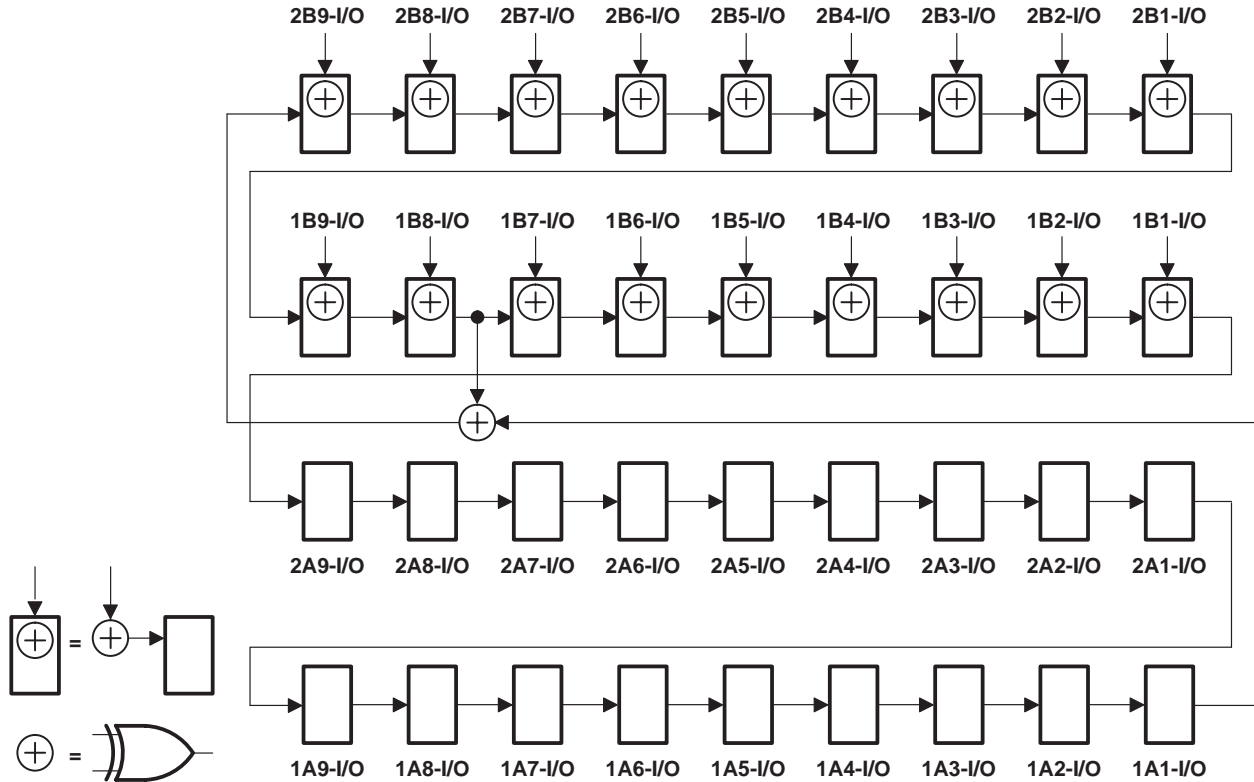 2B9-I/O 2B8-I/O 2B7-I/O 2B6-I/O 2B5-I/O 2B4-I/O 2B3-I/O 2B2-I/O 2B1-I/O
1B9-I/O 1B8-I/O 1B7-I/O 1B6-I/O 1B5-I/O 1B4-I/O 1B3-I/O 1B2-I/O 1B1-I/O
2A9-I/O 2A8-I/O 2A7-I/O 2A6-I/O 2A5-I/O 2A4-I/O 2A3-I/O 2A2-I/O 2A1-I/O
=
=
1A9-I/O 1A8-I/O 1A7-I/O 1A6-I/O 1A5-I/O 1A4-I/O 1A3-I/O 1A2-I/O 1A1-I/O